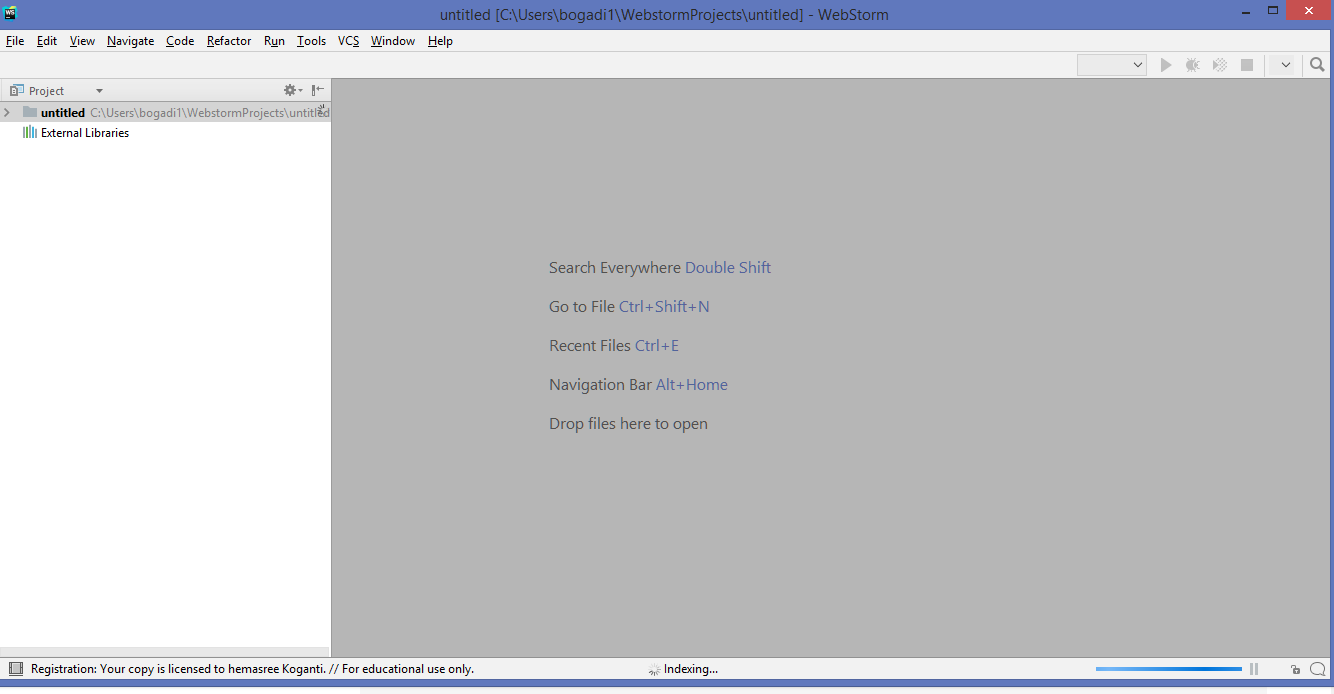 WS
untitled [C:\Users\bogadi1\WebstormProjects\untitled] - WebStorm
File Edit View Navigate Code Refactor Run Tools VCS Window Help
Project
untitled C:\Users\bogadi1\WebstormProjects\untitled
External Libraries
Search Everywhere Double Shift
Go to File Ctrl+Shift+N
Recent Files Ctrl+E
Navigation Bar Alt+Home
Drop files here to open
Registration: Your copy is licensed to hemasree Koganti. // For educational use only. Indexing...